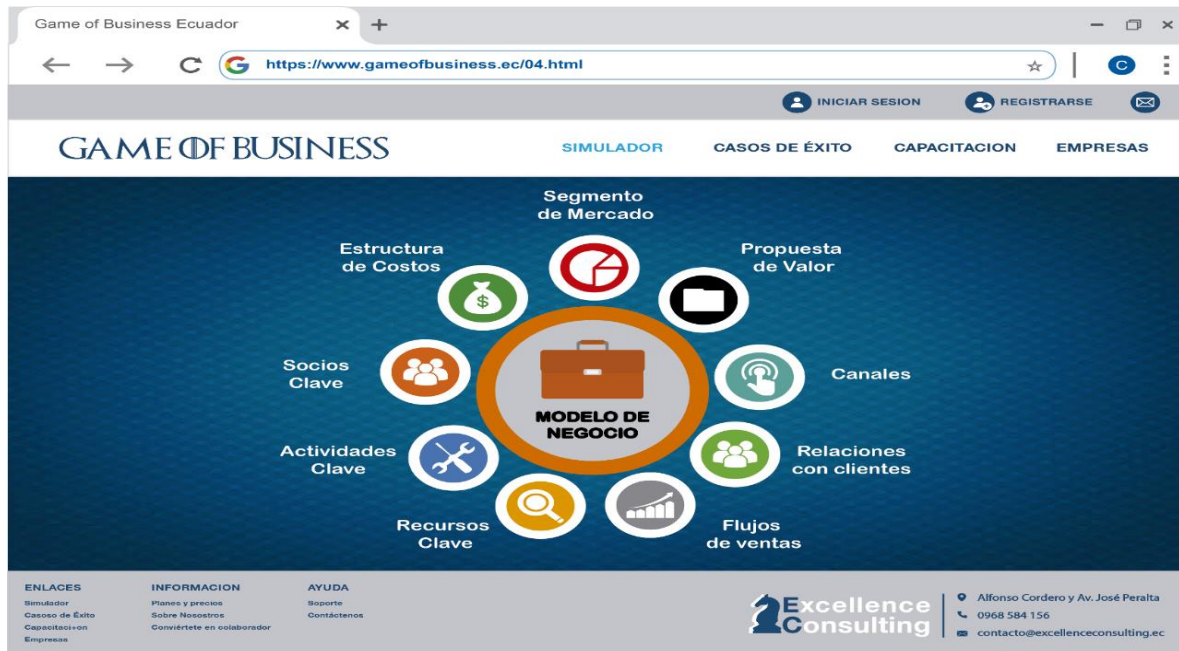 Game of Business Ecuador
https://www.gameofbusiness.ec/04.html
C
INICIAR SESION
REGISTRARSE
GAME OF BUSINESS
SIMULADOR
CASOS DE ÉXITO
CAPACITACION
EMPRESAS
Segmento
de Mercado
Estructura
de Costos
Propuesta
de Valor
Socios
Clave
Canales
MODELO DE
NEGOCIO
Actividades
Clave
Relaciones
con clientes
Recursos
Clave
Flujos
de ventas
ENLACES
Simulador
Casoso de Éxito
Capacitaci+on
Empresas
INFORMACION
Planes y precios
Sobre Nosostros
Conviértete en colaborador
AYUDA
Soporte
Contáctenos
Excellence
Consulting
Alfonso Cordero y Av. José Peralta
0968 584 156
contacto@excellenceconsulting.ec